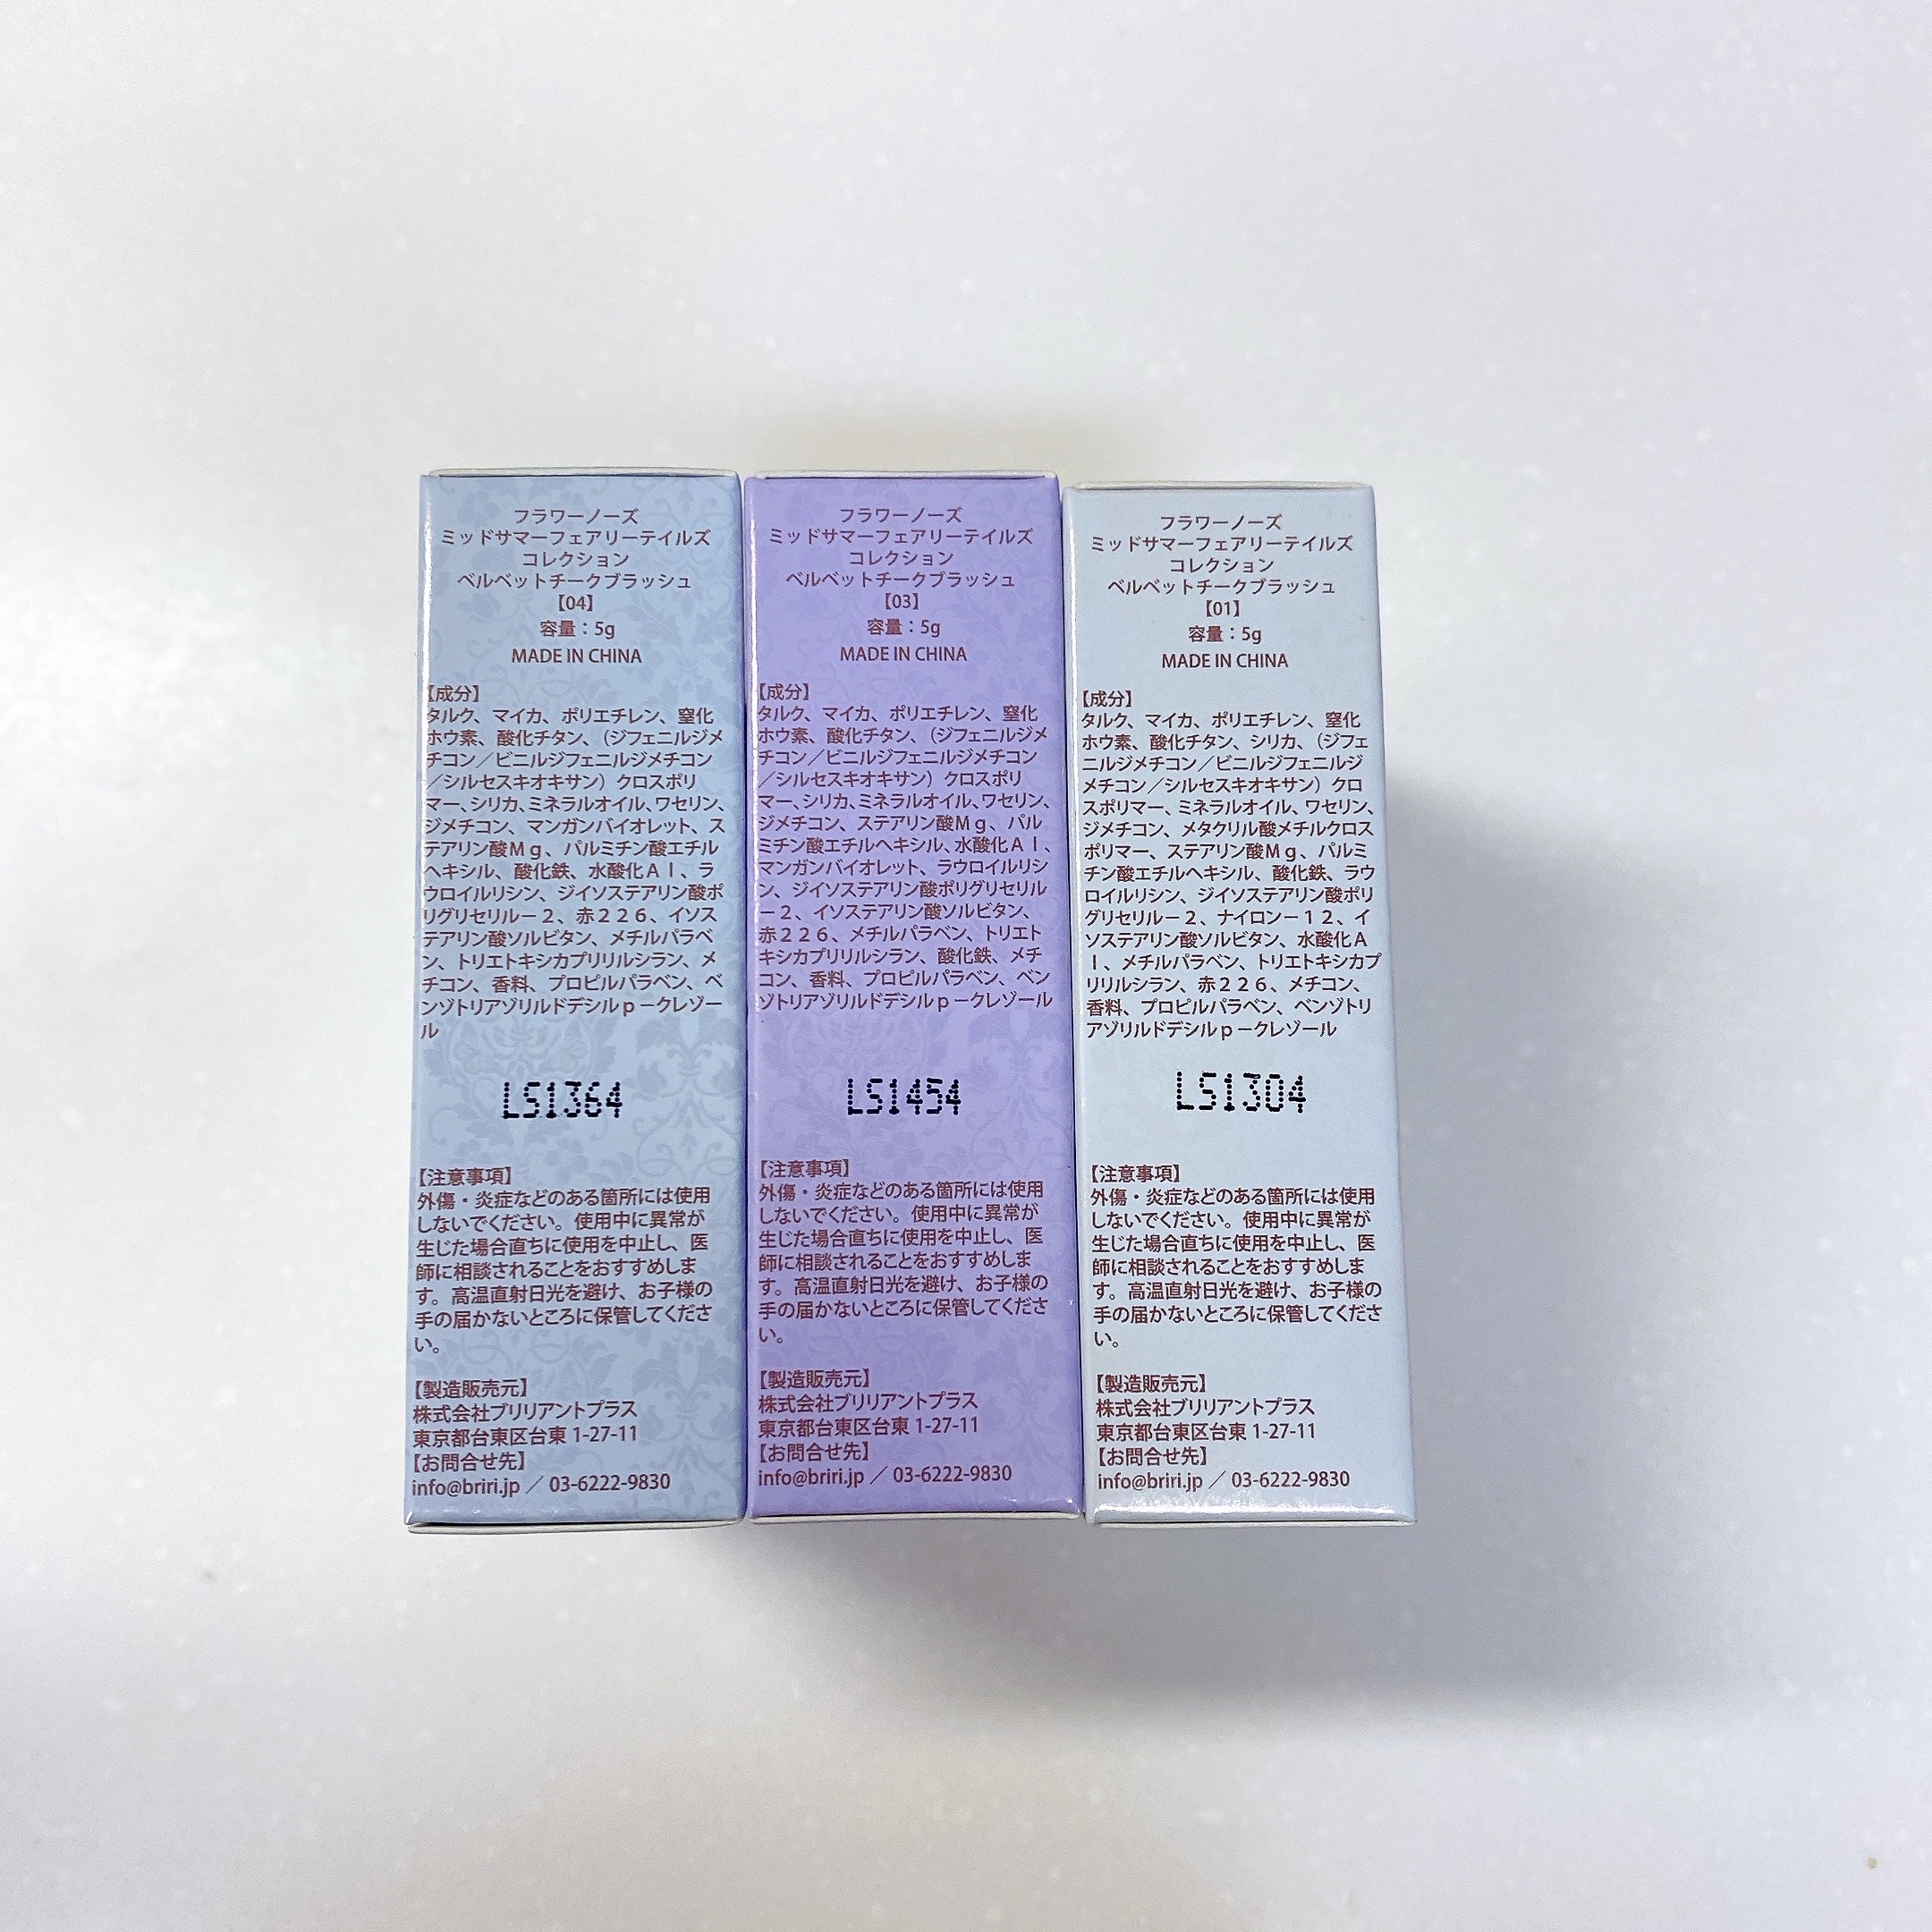 フラワーノーズ
ミッドサマーフェアリーテイルズ
コレクション
ベルベットチークブラッシュ
【04】
容量：5g
MADE IN CHINA
【成分】
タルク、マイカ、ポリエチレン、窒化
ホウ素、酸化チタン、（ジフェニルジメ
チコン／ビニルジフェニルジメチコン
／シルセスキオキサン）クロスポリ
マー、シリカ、ミネラルオイル、ワセリン、
ジメチコン、マンガンバイオレット、ス
テアリン酸Ｍｇ、パルミチン酸エチル
ヘキシル、酸化鉄、水酸化Ａｌ、ラ
ウロイルリシン、ジイソステアリン酸ポ
リグリセリル－２、赤２２６、イソス
テアリン酸ソルビタン、メチルパラベ
ン、トリエトキシカプリリルシラン、メ
チコン、香料、プロピルパラベン、ベ
ンゾトリアゾリルドデシルｐ－クレゾー
ル
LS1364
【注意事項】
外傷・炎症などのある箇所には使用
しないでください。使用中に異常が
生じた場合直ちに使用を中止し、医
師に相談されることをおすすめしま
す。高温直射日光を避け、お子様の
手の届かないところに保管してくださ
い。
【製造販売元】
株式会社ブリリアントプラス
東京都台東区台東 1-27-11
【お問合せ先】
info@briri.jp ／ 03-6222-9830
フラワーノーズ
ミッドサマーフェアリーテイルズ
コレクション
ベルベットチークブラッシュ
【03】
容量：5g
MADE IN CHINA
【成分】
タルク、マイカ、ポリエチレン、窒化
ホウ素、酸化チタン、（ジフェニルジメ
チコン／ビニルジフェニルジメチコン
／シルセスキオキサン）クロスポリ
マー、シリカ、ミネラルオイル、ワセリン、
ジメチコン、ステアリン酸Ｍｇ、パル
ミチン酸エチルヘキシル、水酸化Ａｌ、
マンガンバイオレット、ラウロイルリシ
ン、ジイソステアリン酸ポリグリセリル
－２、イソステアリン酸ソルビタン、
赤２２６、メチルパラベン、トリエト
キシカプリリルシラン、酸化鉄、メチ
コン、香料、プロピルパラベン、ベン
ゾトリアゾリルドデシルｐ－クレゾール
LS1454
【注意事項】
外傷・炎症などのある箇所には使用
しないでください。使用中に異常が
生じた場合直ちに使用を中止し、医
師に相談されることをおすすめしま
す。高温直射日光を避け、お子様の
手の届かないところに保管してくださ
い。
【製造販売元】
株式会社ブリリアントプラス
東京都台東区台東 1-27-11
【お問合せ先】
info@briri.jp ／ 03-6222-9830
フラワーノーズ
ミッドサマーフェアリーテイルズ
コレクション
ベルベットチークブラッシュ
【01】
容量：5g
MADE IN CHINA
【成分】
タルク、マイカ、ポリエチレン、窒化
ホウ素、酸化チタン、シリカ、（ジフェ
ニルジメチコン／ビニルジフェニルジ
メチコン／シルセスキオキサン）クロ
スポリマー、ミネラルオイル、ワセリン、
ジメチコン、メタクリル酸メチルクロス
ポリマー、ステアリン酸Ｍｇ、パルミ
チン酸エチルヘキシル、酸化鉄、ラウ
ロイルリシン、ジイソステアリン酸ポリ
グリセリル－２、ナイロン－１２、イ
ソステアリン酸ソルビタン、水酸化Ａ
ｌ、メチルパラベン、トリエトキシカプ
リリルシラン、赤２２６、メチコン、
香料、プロピルパラベン、ベンゾトリ
アゾリルドデシルｐ－クレゾール
LS1304
【注意事項】
外傷・炎症などのある箇所には使用
しないでください。使用中に異常が
生じた場合直ちに使用を中止し、医
師に相談されることをおすすめしま
す。高温直射日光を避け、お子様の
手の届かないところに保管してくださ
い。
【製造販売元】
株式会社ブリリアントプラス
東京都台東区台東 1-27-11
【お問合せ先】
info@briri.jp ／ 03-6222-9830